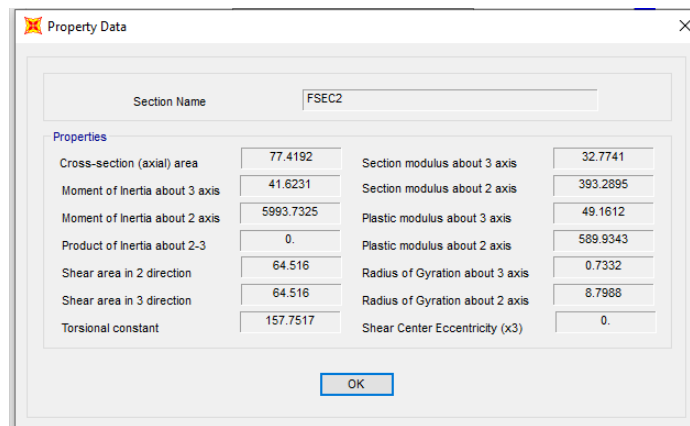 Property Data
Section Name FSEC2
Properties
Cross-section (axial) area 77.4192 Section modulus about 3 axis 32.7741
Moment of Inertia about 3 axis 41.6231 Section modulus about 2 axis 393.2895
Moment of Inertia about 2 axis 5993.7325 Plastic modulus about 3 axis 49.1612
Product of Inertia about 2-3 0. Plastic modulus about 2 axis 589.9343
Shear area in 2 direction 64.516 Radius of Gyration about 3 axis 0.7332
Shear area in 3 direction 64.516 Radius of Gyration about 2 axis 8.7988
Torsional constant 157.7517 Shear Center Eccentricity (x3) 0.
OK